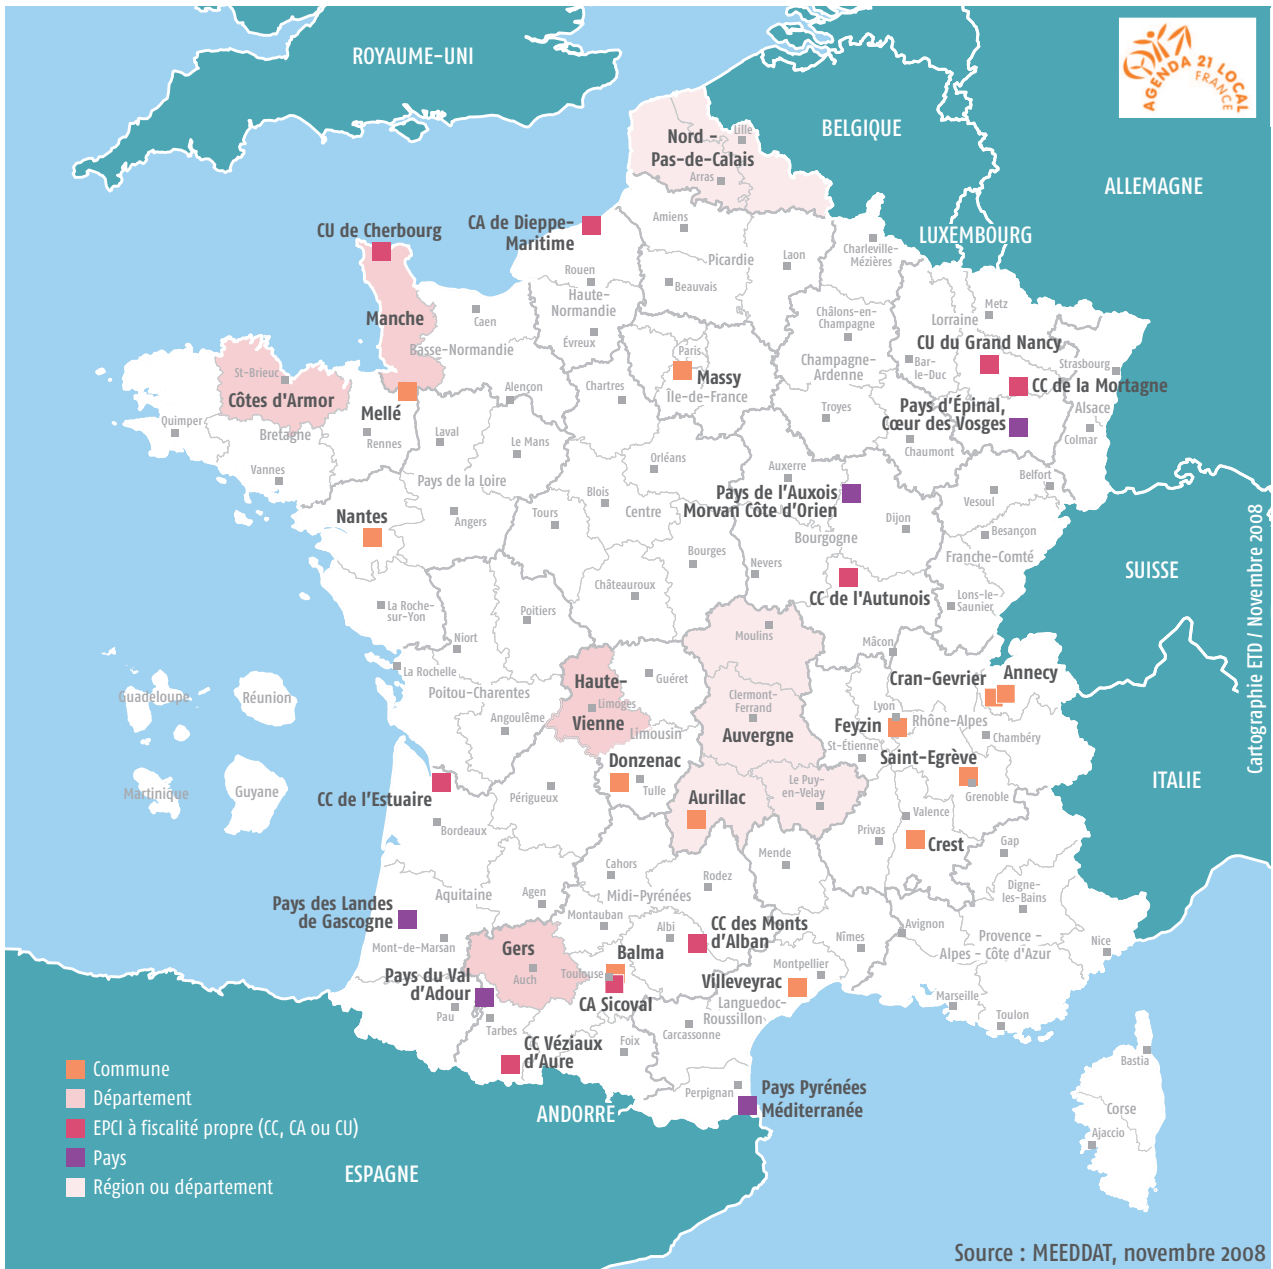 ROYAUME-UNI
AGENDA 21 LOCAL
FRANCE
BELGIQUE
ALLEMAGNE
LUXEMBOURG
Nord -
Pas-de-Calais
Lille
Arras
CU de Cherbourg
CA de Dieppe-
Maritime
Amiens
Picardie
Laon
Charleville-
Mézières
Rouen
Beauvais
Haute-
Normandie
Évreux
Manche
Caen
Basse-Normandie
Châlons-en-
Champagne
Metz
Lorraine
CU du Grand Nancy
Paris
Massy
Île-de-France
Champagne-
Ardenne
Bar-
le-Duc
Strasbourg
CC de la Mortagne
St-Brieuc
Côtes d'Armor
Alençon
Chartres
Mellé
Troyes
Pays d'Épinal,
Cœur des Vosges
Alsace
Colmar
Quimper
Bretagne
Rennes
Laval
Le Mans
Chaumont
Vannes
Orléans
Auxerre
Belfort
Pays de la Loire
Blois
Centre
Pays de l'Auxois
Morvan Côte d'Orien
Vesoul
Nantes
Angers
Tours
Dijon
Besançon
Bourgogne
Bourges
Nevers
Franche-Comté
SUISSE
Châteauroux
CC de l'Autunois
Lons-le-
Saunier
La Roche-
sur-Yon
Poitiers
Niort
Moulins
Mâcon
La Rochelle
Guéret
Haute-
Vienne
Limoges
Cran-Gevrier
Annecy
Guadeloupe
Réunion
Poitou-Charentes
Clermont-
Ferrand
Lyon
Angoulême
Limousin
Auvergne
Feyzin
Rhône-Alpes
Chambéry
St-Étienne
Donzenac
Saint-Egrève
ITALIE
Martinique
Guyane
CC de l'Estuaire
Périgueux
Tulle
Aurillac
Le Puy-
en-Velay
Grenoble
Valence
Bordeaux
Privas
Crest
Gap
Mende
Cahors
Aquitaine
Agen
Rodez
Midi-Pyrénées
Digne-
les-Bains
Pays des Landes
de Gascogne
Montauban
Albi
CC des Monts
d'Alban
Avignon
Nîmes
Provence -
Alpes - Côte d'Azur
Nice
Mont-de-Marsan
Gers
Balma
Auch
Toulouse
Montpellier
Pays du Val
d'Adour
Villeveyrac
CA Sicoval
Marseille
Languedoc-
Roussillon
Toulon
Pau
Tarbes
CC Véziaux
d'Aure
Foix
Carcassonne
Bastia
Perpignan
Pays Pyrénées
Méditerranée
Corse
Ajaccio
ANDORRE
ESPAGNE
Commune
Département
EPCI à fiscalité propre (CC, CA ou CU)
Pays
Région ou département
Cartographie ETD / Novembre 2008
Source : MEEDDAT, novembre 2008